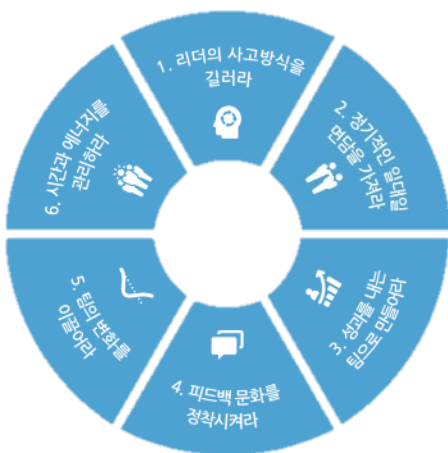 1. 리더의 사고방식을
길러라
2. 정기적인 일대일
면담을 가져라
3. 성과를 내는
팀으로 만들어라
4. 피드백 문화를
정착시켜라
5. 팀의 변화를
이끌어라
6. 시간과 에너지를
관리하라